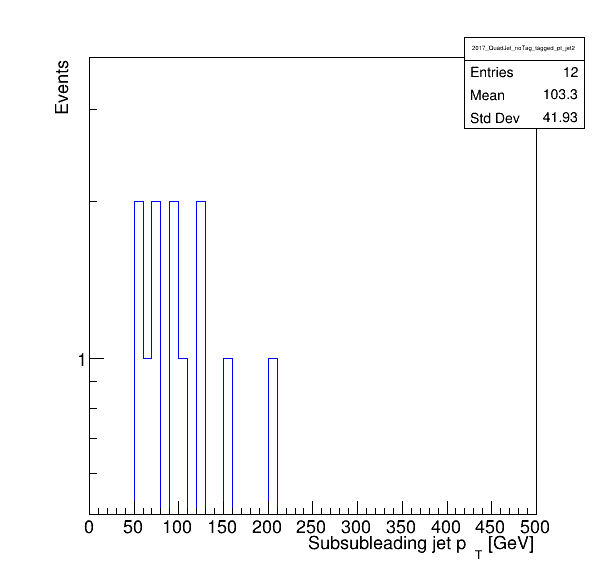 2017_QuadJet_noTag_tagged_pt_jet2
Entries 12
Mean 103.3
Std Dev 41.93
Events
1
0 50 100 150 200 250 300 350 400 450 500
Subsubleading jet p T [GeV]